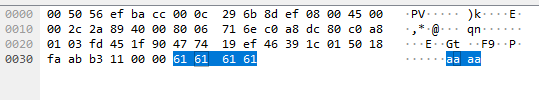 0000 00 50 56 ef ba cc 00 0c 29 6b 8d ef 08 00 45 00 ·PV····· )k····E·
0010 00 2c 2a 89 40 00 80 06 71 6e c0 a8 dc 80 c0 a8 ·,*·@··· qn······
0020 01 03 fd 45 1f 90 47 74 19 ef 46 39 1c 01 50 18 ···E··Gt ··F9··P·
0030 fa ab b3 11 00 00 61 61 61 61 ······aa aa